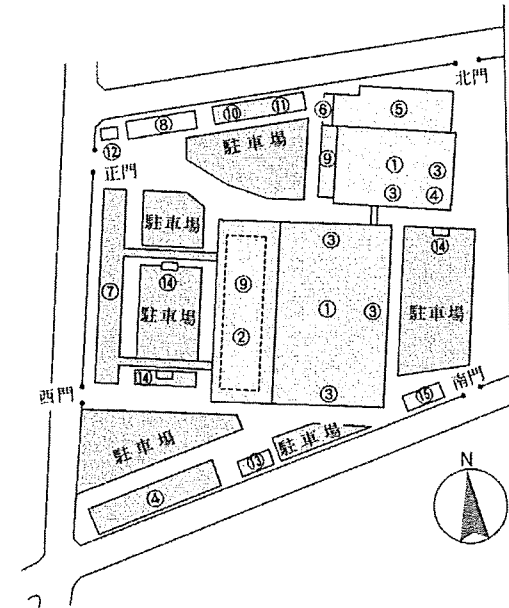 北門
⑩ ⑪ ⑥ ⑤
⑧
⑫
駐車場
⑨ ① ③
正門
③ ④
駐車場
③ ⑭
⑦ ⑭ ⑨
駐車場 ① ③ 駐車場
②
⑭
西門 ③ ⑮ 南門
駐車場 駐車場
⑬
④
N